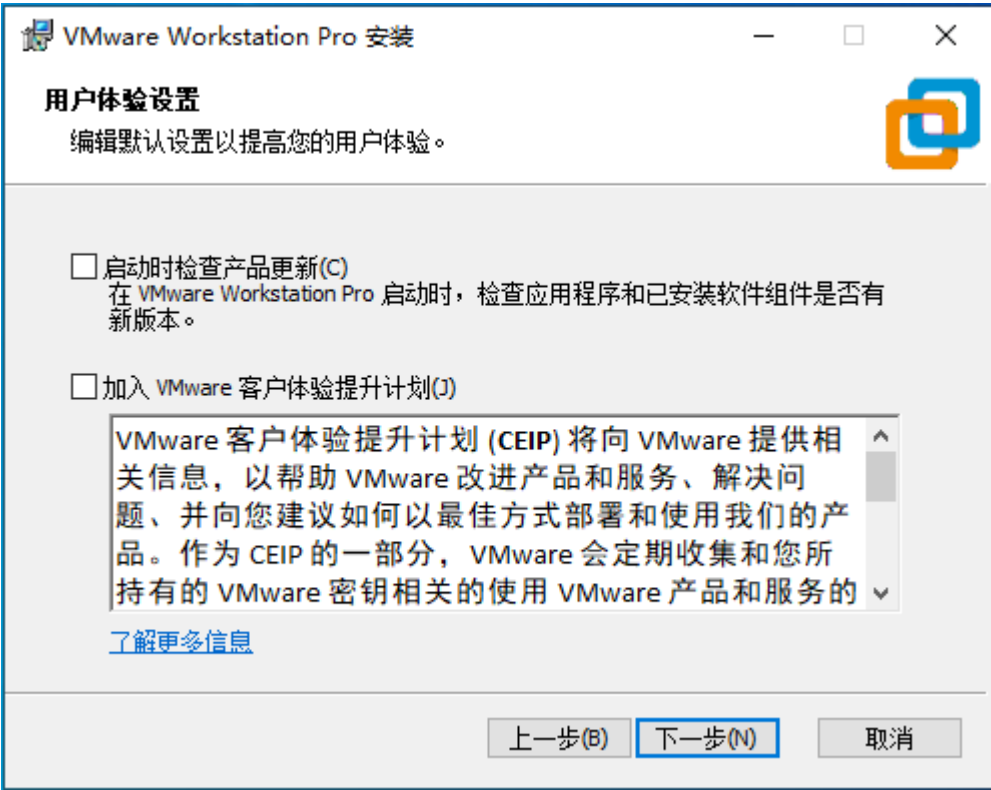 VMware Workstation Pro 安装
用户体验设置
编辑默认设置以提高您的用户体验。
启动时检查产品更新(C)
在 VMware Workstation Pro 启动时，检查应用程序和已安装软件组件是否有
新版本。
加入 VMware 客户体验提升计划(J)
VMware 客户体验提升计划 (CEIP) 将向 VMware 提供相
关信息，以帮助 VMware 改进产品和服务、解决问
题、并向您建议如何以最佳方式部署和使用我们的产
品。作为 CEIP 的一部分，VMware 会定期收集和您所
持有的 VMware 密钥相关的使用 VMware 产品和服务的
了解更多信息
上一步(B) 下一步(N) 取消